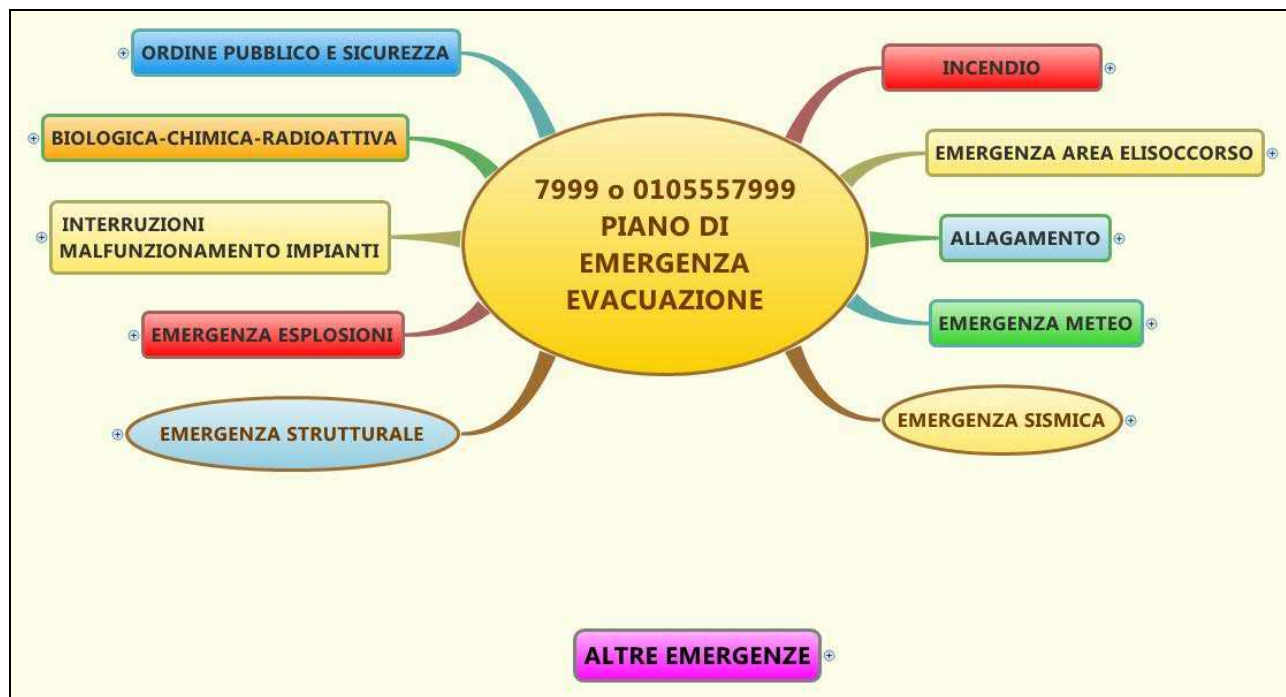 ORDINE PUBBLICO E SICUREZZA
BIOLOGICA-CHIMICA-RADIOATTIVA
INTERRUZIONI
MALFUNZIONAMENTO IMPIANTI
EMERGENZA ESPLOSIONI
EMERGENZA STRUTTURALE
7999 o 0105557999
PIANO DI
EMERGENZA
EVACUAZIONE
INCENDIO
EMERGENZA AREA ELISOCCORSO
ALLAGAMENTO
EMERGENZA METEO
EMERGENZA SISMICA
ALTRE EMERGENZE